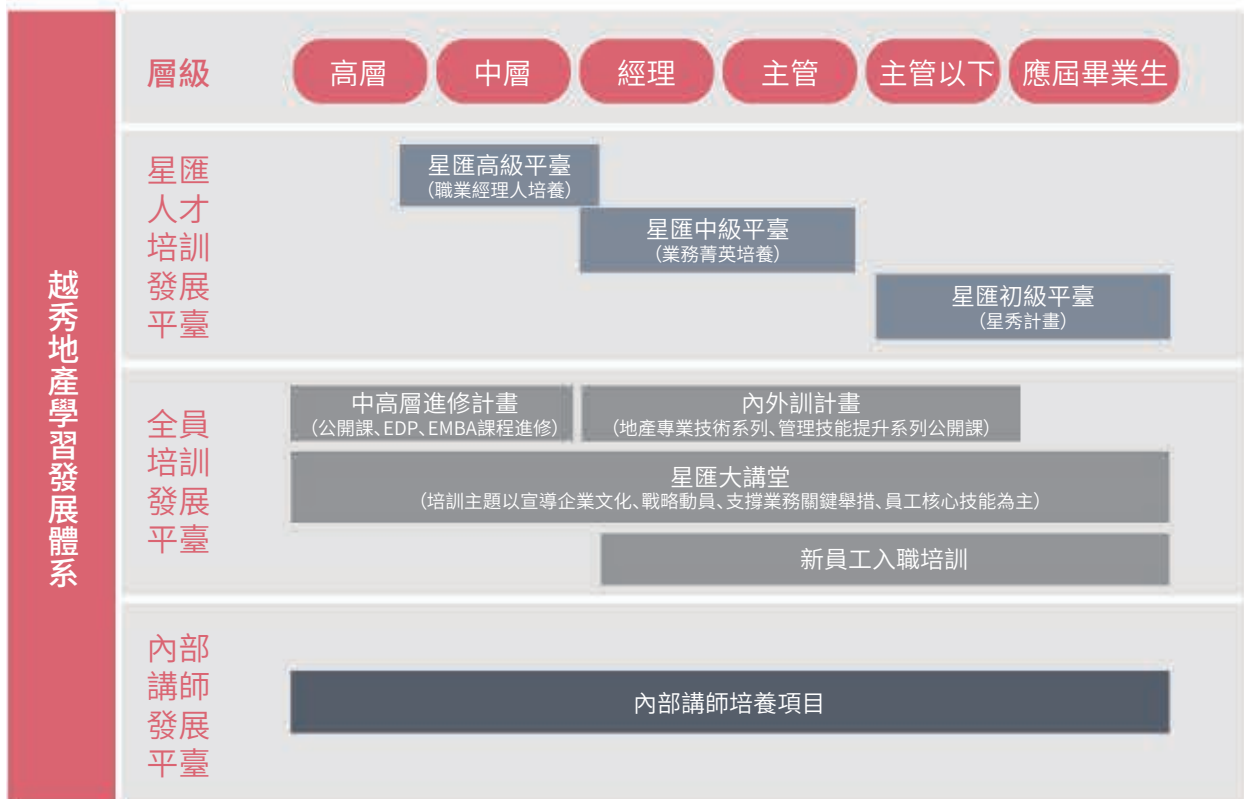 越秀地產學習發展體系
層級
高層
中層
經理
主管
主管以下
應屆畢業生
星匯
人才
培訓
發展
平臺
星匯高級平臺
(職業經理人培養)
星匯中級平臺
(業務菁英培養)
星匯初級平臺
(星秀計畫)
全員
培訓
發展
平臺
中高層進修計畫
(公開課、EDP、EMBA課程進修)
內外訓計畫
(地產專業技術系列、管理技能提升系列公開課)
星匯大講堂
(培訓主題以宣導企業文化、戰略動員、支撐業務關鍵舉措、員工核心技能為主)
新員工入職培訓
內部
講師
發展
平臺
內部講師培養項目